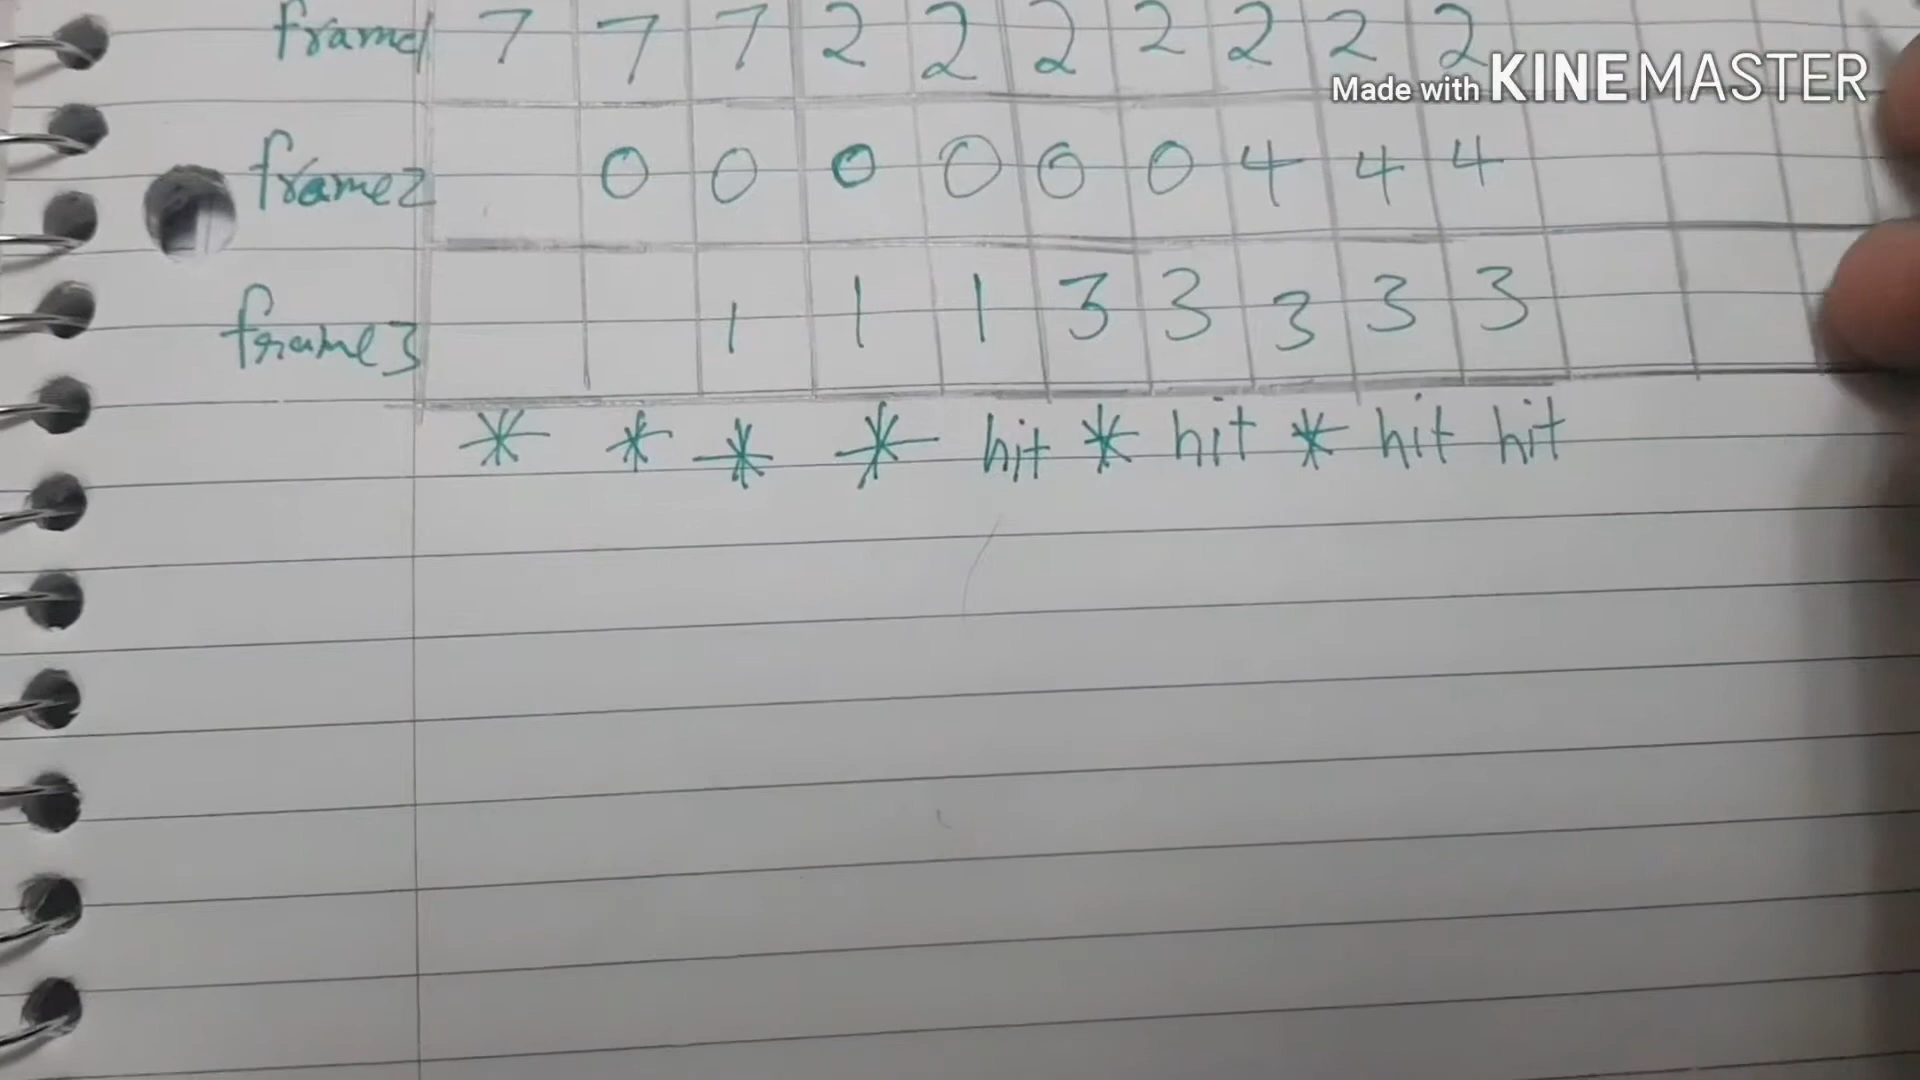 frame1 7 7 7 2 2 2 2 2 2 2
Made with KINEMASTER
frame2 0 0 0 0 0 0 4 4 4
frame3 1 1 1 3 3 3 3 3
* * * * hit * hit * hit hit